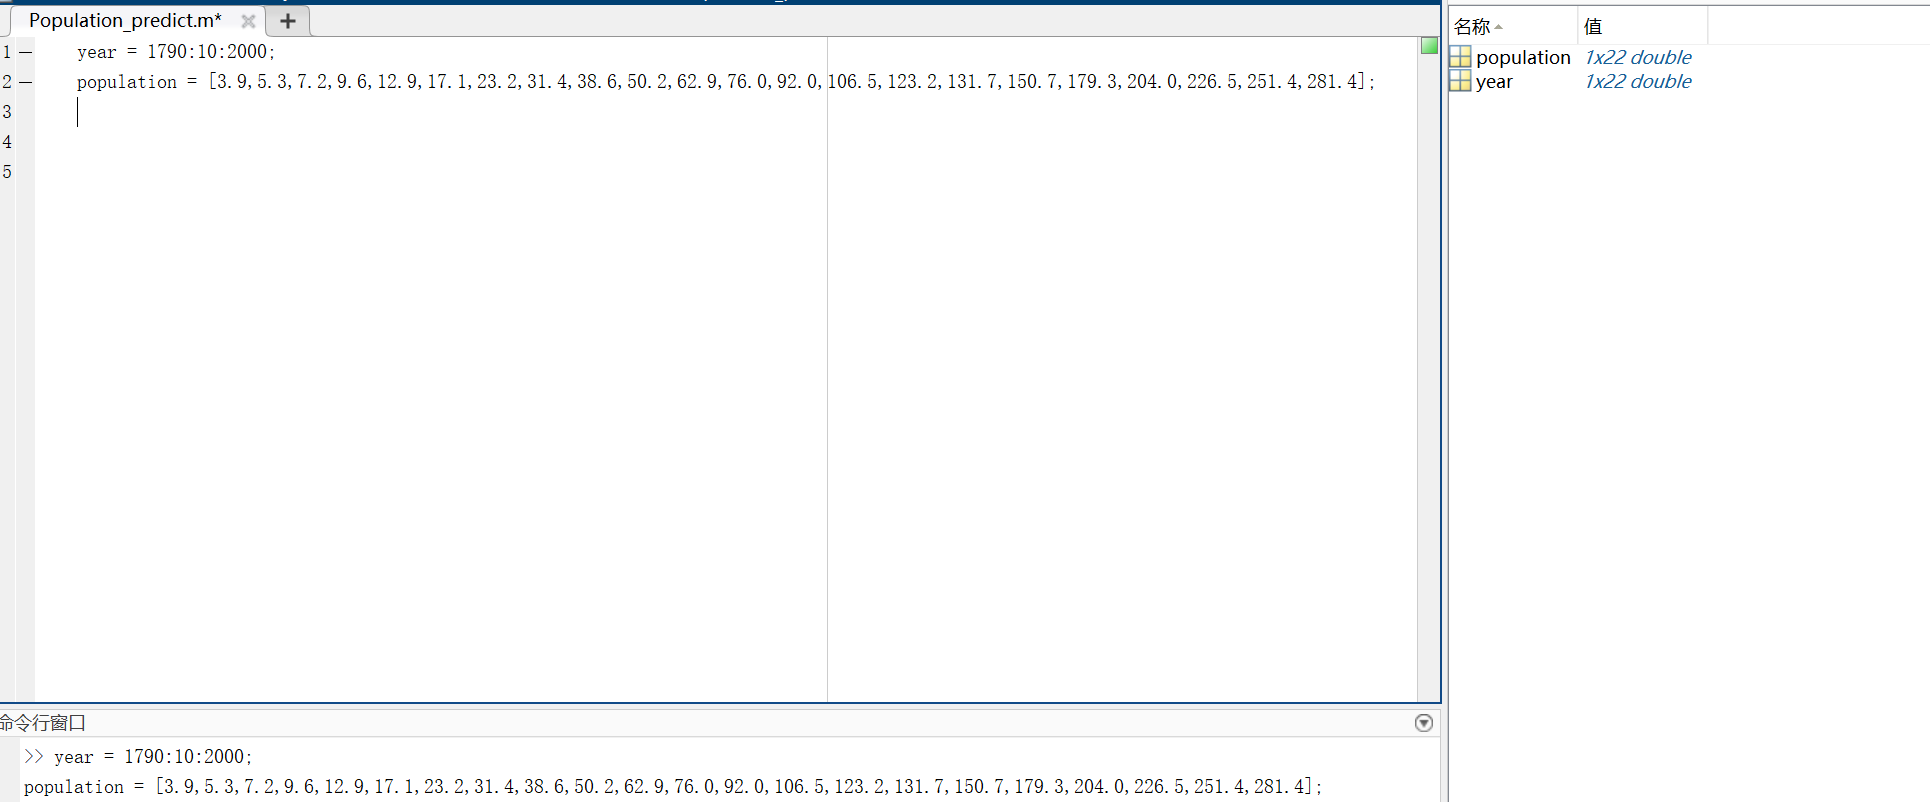 Population_predict.m*
1 year = 1790:10:2000;
2 population = [3.9,5.3,7.2,9.6,12.9,17.1,23.2,31.4,38.6,50.2,62.9,76.0,92.0,106.5,123.2,131.7,150.7,179.3,204.0,226.5,251.4,281.4];
3
4
5
名称 值
population 1x22 double
year 1x22 double
命令行窗口
>> year = 1790:10:2000;
population = [3.9,5.3,7.2,9.6,12.9,17.1,23.2,31.4,38.6,50.2,62.9,76.0,92.0,106.5,123.2,131.7,150.7,179.3,204.0,226.5,251.4,281.4];